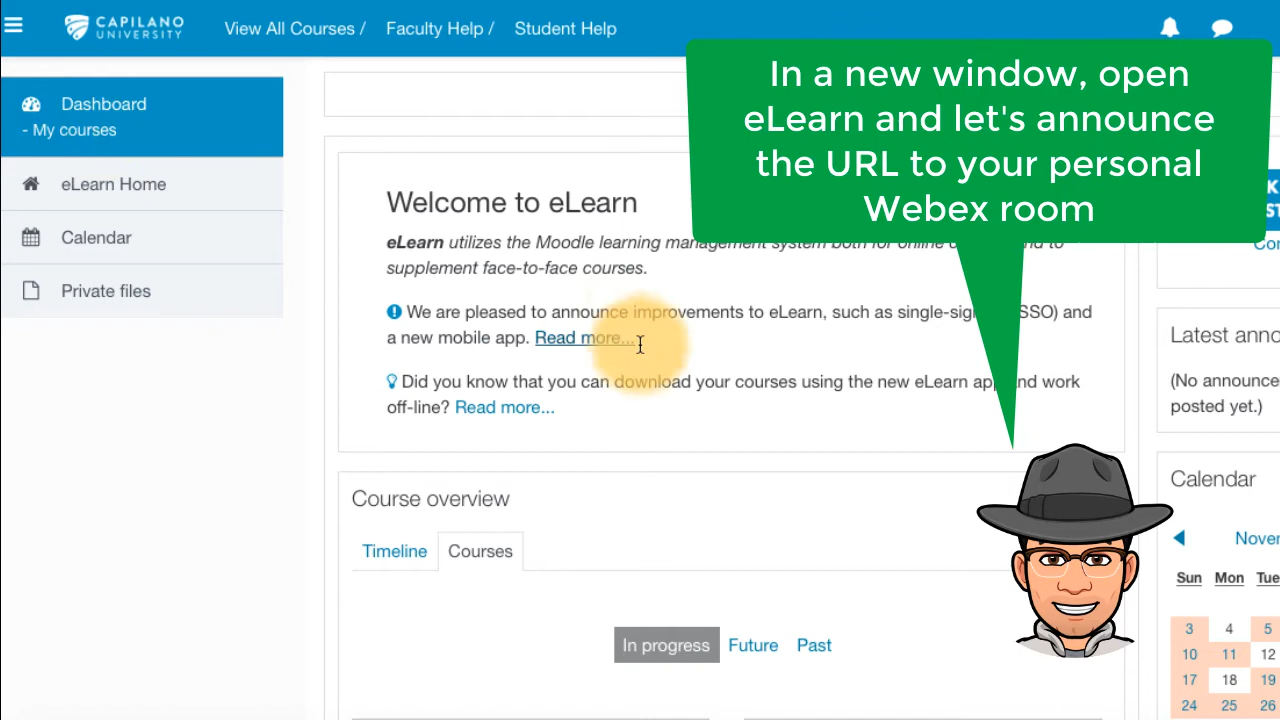 CAPILANO
UNIVERSITY
View All Courses /
Faculty Help /
Student Help
In a new window, open
eLearn and let's announce
the URL to your personal
Webex room
Dashboard
- My courses
eLearn Home
Calendar
Private files
Welcome to eLearn
eLearn utilizes the Moodle learning management system both for online
supplement face-to-face courses.
We are pleased to announce improvements to eLearn, such as single-sig SSO) and
a new mobile app. Read more...
Did you know that you can download your courses using the new eLearn app and work
off-line? Read more...
Latest anno
(No announce
posted yet.)
Course overview
Timeline
Courses
In progress
Future
Past
Calendar
Nover
Sun Mon Tue
3 4 5
10 11 12
17 18 19
24 25 26